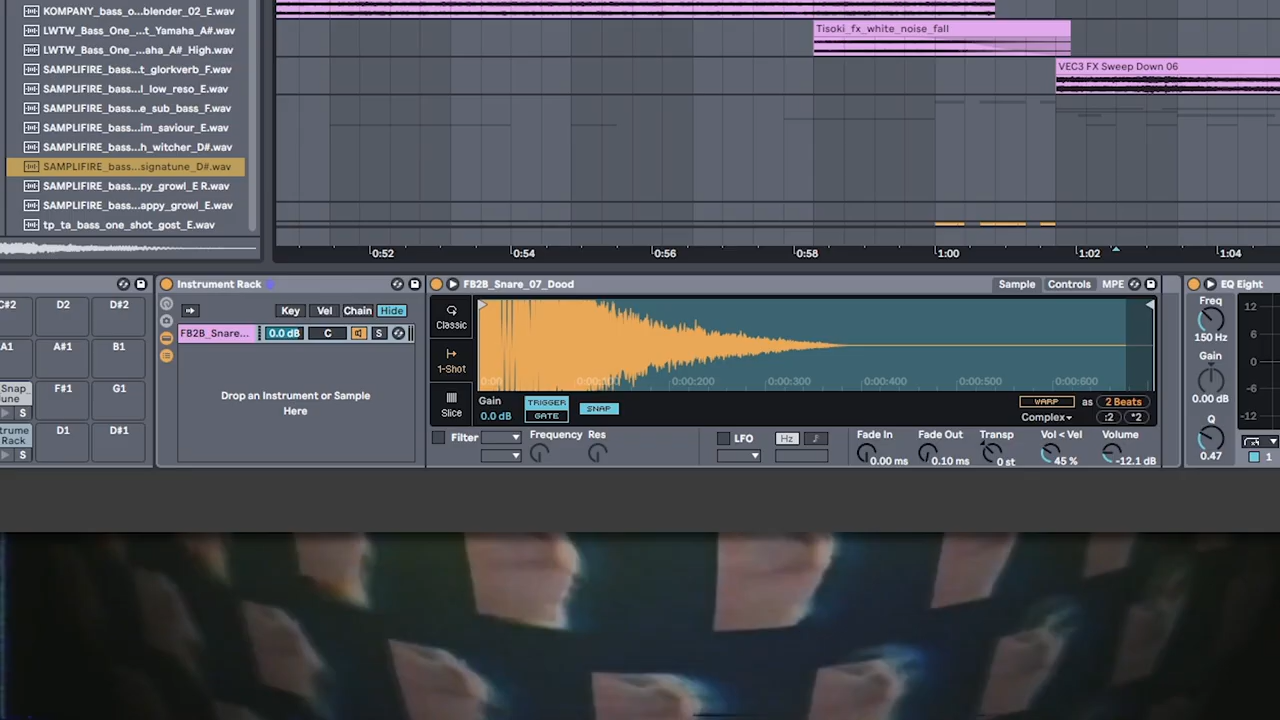 KOMPANY_bass_o...blender_02_E.wav
LWTW_Bass_One_...t_Yamaha_A#.wav
LWTW_Bass_One_...aha_A#_High.wav
SAMPLIFIRE_bass...t_glorkverb_F.wav
SAMPLIFIRE_bass...l_low_reso_E.wav
SAMPLIFIRE_bass...e_sub_bass_F.wav
SAMPLIFIRE_bass...im_saviour_E.wav
SAMPLIFIRE_bass...h_witcher_D#.wav
SAMPLIFIRE_bass...signatune_D#.wav
SAMPLIFIRE_bass...py_growl_E R.wav
SAMPLIFIRE_bass...appy_growl_E.wav
tp_ta_bass_one_shot_gost_E.wav
Tisoki_fx_white_noise_fall
VEC3 FX Sweep Down 06
0:52 0:54 0:56 0:58 1:00 1:02 1:04
C#2 D2 D#2
A1 A#1 B1
Snap
F#1 G1
S
Rack
D1 D#1
S
Instrument Rack
Key Vel Chain Hide
FB2B_Snare... 0.0 dB C S
Drop an Instrument or Sample
Here
FB2B_Snare_07_Dood Sample Controls MPE
Classic
1-Shot
Slice
0:00 0:00:100 0:00:200 0:00:300 0:00:400 0:00:500 0:00:600
Gain TRIGGER SNAP WARP as 2 Beats
0.0 dB GATE Complex :2 *2
Filter Frequency Res LFO Hz Fade In Fade Out Transp Vol < Vel Volume
0.00 ms 0.10 ms 0 st 45 % -12.1 dB
EQ Eight
Freq
150 Hz
Gain
0.00 dB
Q
0.47
12
6
0
-6
-12
1